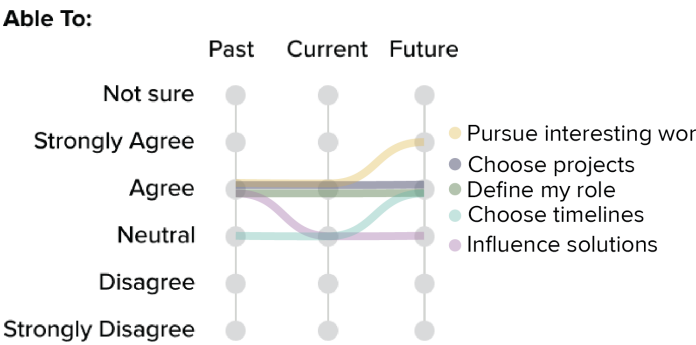 Able To:
Past Current Future
Not sure
Strongly Agree
Agree
Neutral
Disagree
Strongly Disagree
Pursue interesting wor
Choose projects
Define my role
Choose timelines
Influence solutions